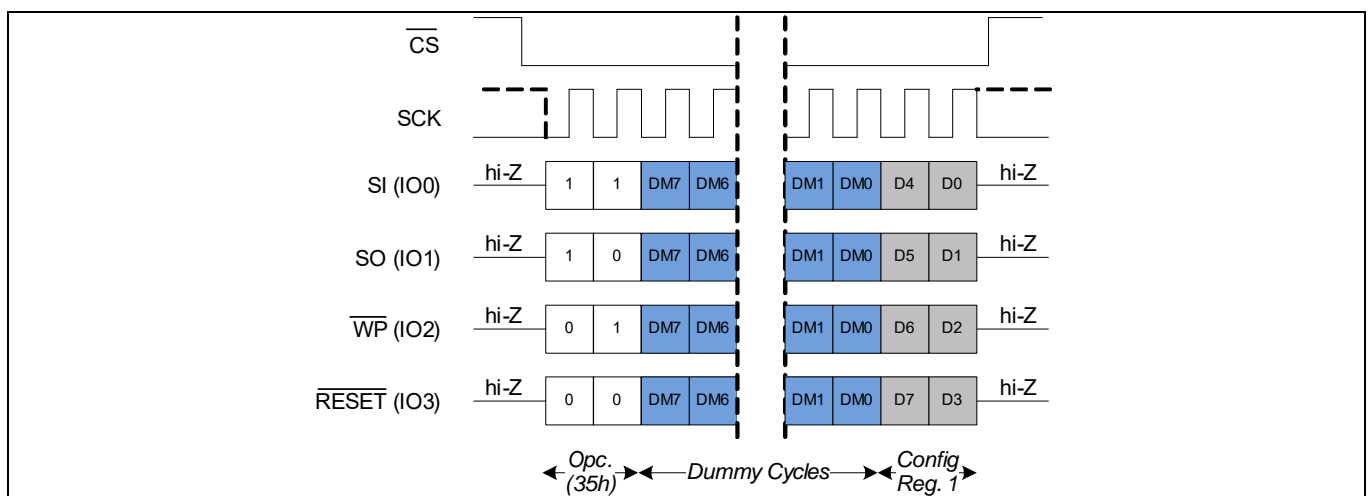 CS
SCK
SI (IO0) hi-Z 1 1 DM7 DM6 DM1 DM0 D4 D0 hi-Z
SO (IO1) hi-Z 1 0 DM7 DM6 DM1 DM0 D5 D1 hi-Z
WP (IO2) hi-Z 0 1 DM7 DM6 DM1 DM0 D6 D2 hi-Z
RESET (IO3) hi-Z 0 0 DM7 DM6 DM1 DM0 D7 D3 hi-Z
Opc.
(35h)
Dummy Cycles
Config
Reg. 1